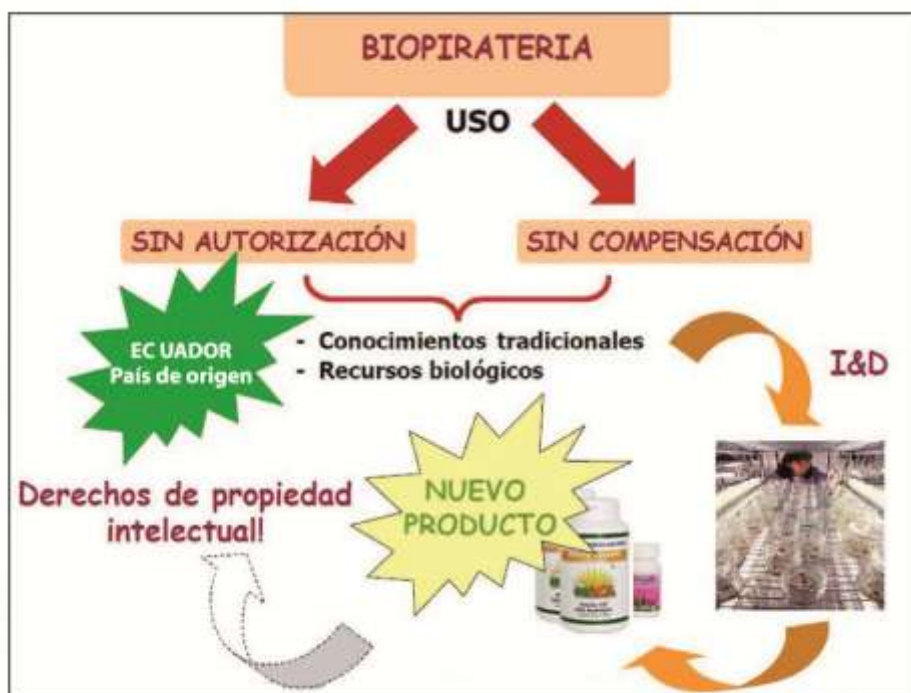 BIOPIRATERIA
USO
SIN AUTORIZACIÓN
SIN COMPENSACIÓN
EC UADOR
País de origen
- Conocimientos tradicionales
- Recursos biológicos
I&D
NUEVO
PRODUCTO
Derechos de propiedad
intelectual!